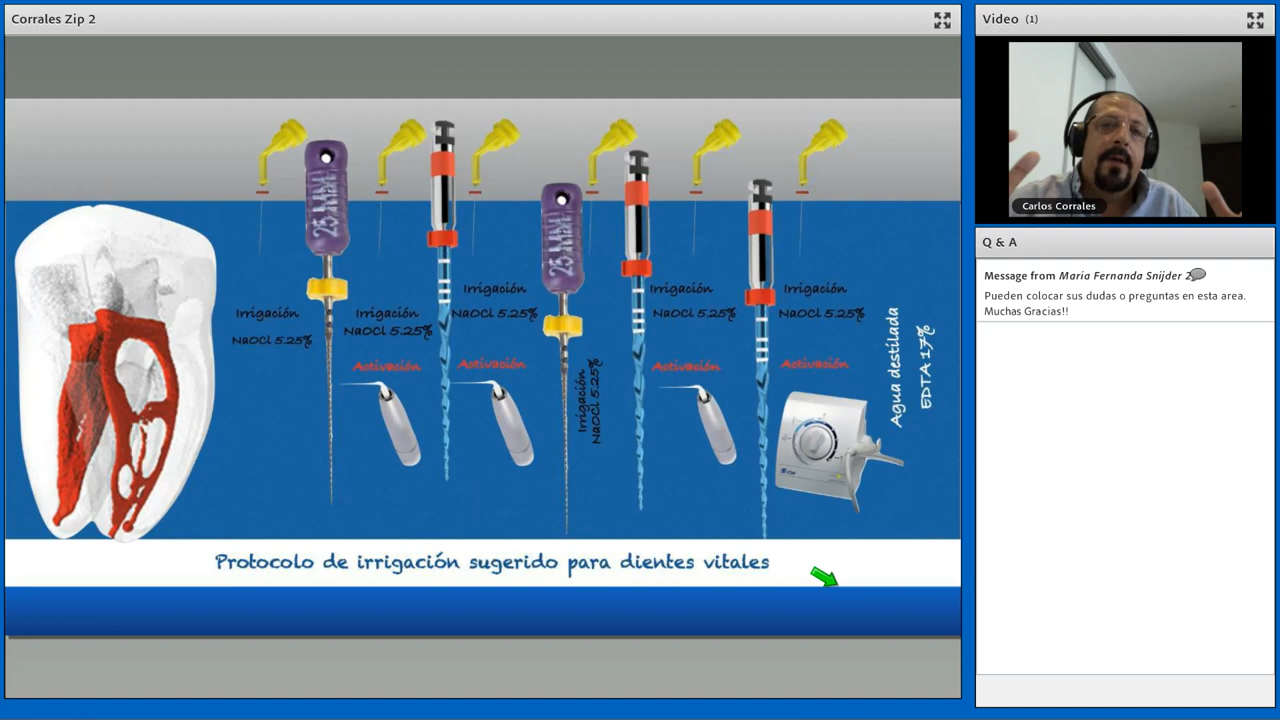 Corrales Zip 2
Video (1)
Carlos Corrales
Q & A
Message from Maria Fernanda Snijder 2
Pueden colocar sus dudas o preguntas en esta area.
Muchas Gracias!!
25 MM
25 MM
Irrigación
NaOCl 5.25%
Irrigación
NaOCl 5.25%
Activación
Irrigación
NaOCl 5.25%
Activación
Irrigación
NaOCl 5.25%
Irrigación
NaOCl 5.25%
Activación
Irrigación
NaOCl 5.25%
Activación
Agua destilada
EDTA 17%
Protocolo de irrigación sugerido para dientes vitales